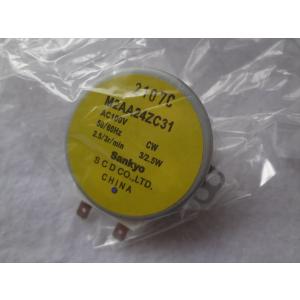 2107C
M2AA24ZC31
AC100V
50/60Hz CW
2.5/3r/min 3/2.5W
Sankyo
S C D CO., LTD.
CHINA